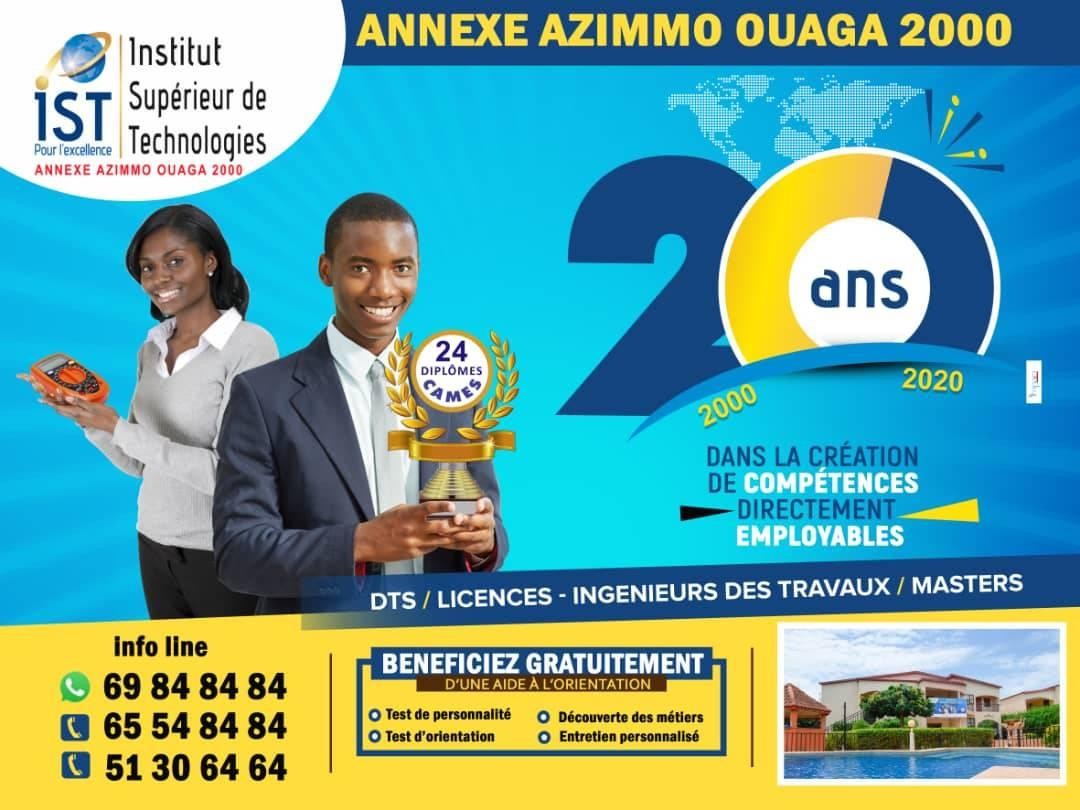 ANNEXE AZIMMO OUAGA 2000
iST
Pour l'excellence
Institut
Supérieur de
Technologies
ANNEXE AZIMMO OUAGA 2000
24
DIPLÔMES
CAMES
20
ans
2000
2020
DANS LA CRÉATION
DE COMPÉTENCES
DIRECTEMENT
EMPLOYABLES
DTS / LICENCES - INGENIEURS DES TRAVAUX / MASTERS
info line
69 84 84 84
65 54 84 84
51 30 64 64
BENEFICIEZ GRATUITEMENT
D'UNE AIDE À L'ORIENTATION
Test de personnalité
Test d'orientation
Découverte des métiers
Entretien personnalisé